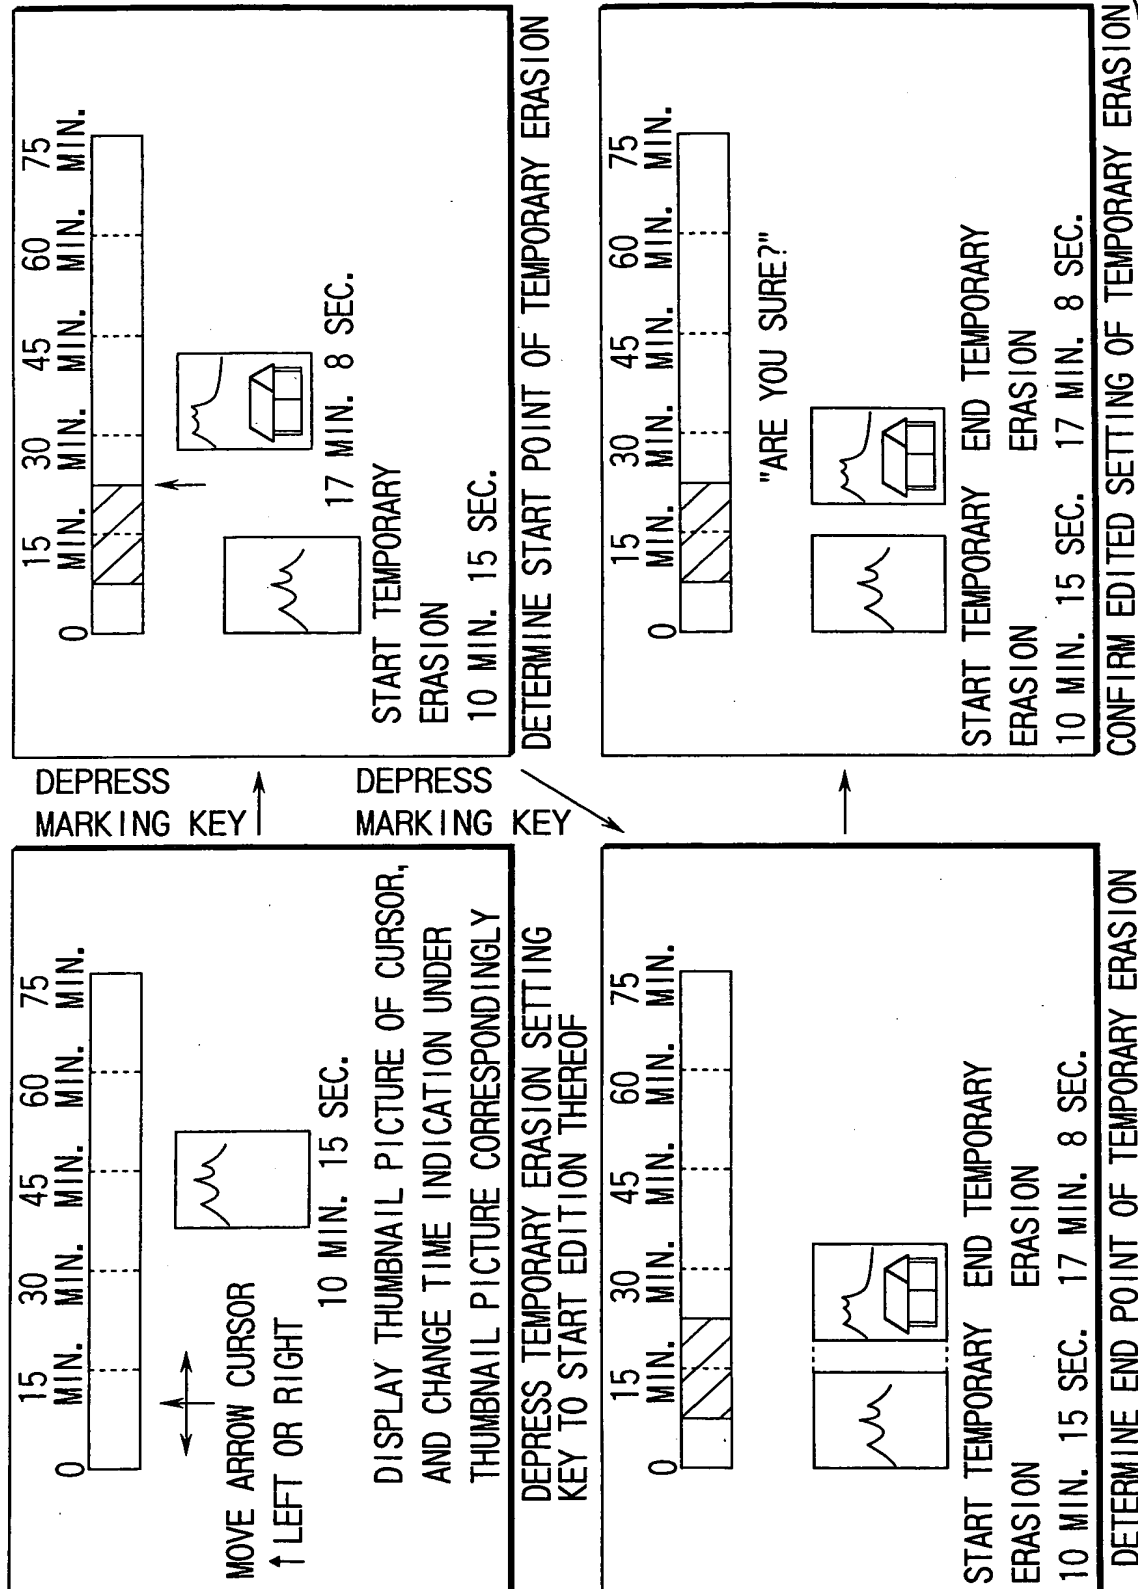 0
15 MIN.
30 MIN.
45 MIN.
60 MIN.
75 MIN.
MOVE ARROW CURSOR
↑ LEFT OR RIGHT
10 MIN. 15 SEC.
DISPLAY THUMBNAIL PICTURE OF CURSOR,
AND CHANGE TIME INDICATION UNDER
THUMBNAIL PICTURE CORRESPONDINGLY
DEPRESS TEMPORARY ERASION SETTING
KEY TO START EDITION THEREOF
DEPRESS
MARKING KEY
0
15 MIN.
30 MIN.
45 MIN.
60 MIN.
75 MIN.
17 MIN. 8 SEC.
START TEMPORARY
ERASION
10 MIN. 15 SEC.
DETERMINE START POINT OF TEMPORARY ERASION
DEPRESS
MARKING KEY
0
15 MIN.
30 MIN.
45 MIN.
60 MIN.
75 MIN.
START TEMPORARY END TEMPORARY
ERASION ERASION
10 MIN. 15 SEC. 17 MIN. 8 SEC.
DETERMINE END POINT OF TEMPORARY ERASION
0
15 MIN.
30 MIN.
45 MIN.
60 MIN.
75 MIN.
"ARE YOU SURE?"
START TEMPORARY END TEMPORARY
ERASION ERASION
10 MIN. 15 SEC. 17 MIN. 8 SEC.
CONFIRM EDITED SETTING OF TEMPORARY ERASION